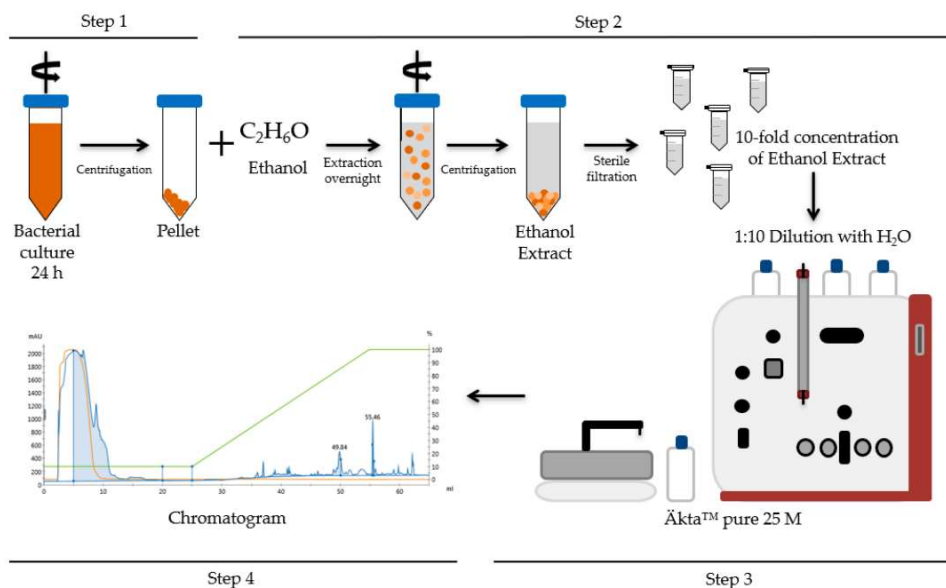 Step 1
Step 2
Centrifugation
+
C₂H₆O
Ethanol
Extraction
overnight
Centrifugation
Sterile
filtration
10-fold concentration
of Ethanol Extract
Bacterial
culture
24 h
Pellet
Ethanol
Extract
1:10 Dilution with H₂O
mAU
%
2000
1800
1600
1400
1200
1000
800
600
400
200
0
100
90
80
70
60
50
40
30
20
10
0
49.84
55.46
0
10
20
30
40
50
60
ml
Chromatogram
Äkta™ pure 25 M
Step 4
Step 3